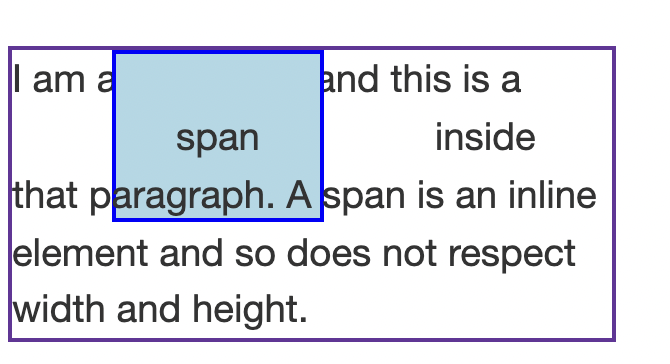 I am a and this is a
span inside
that paragraph. A span is an inline
element and so does not respect
width and height.